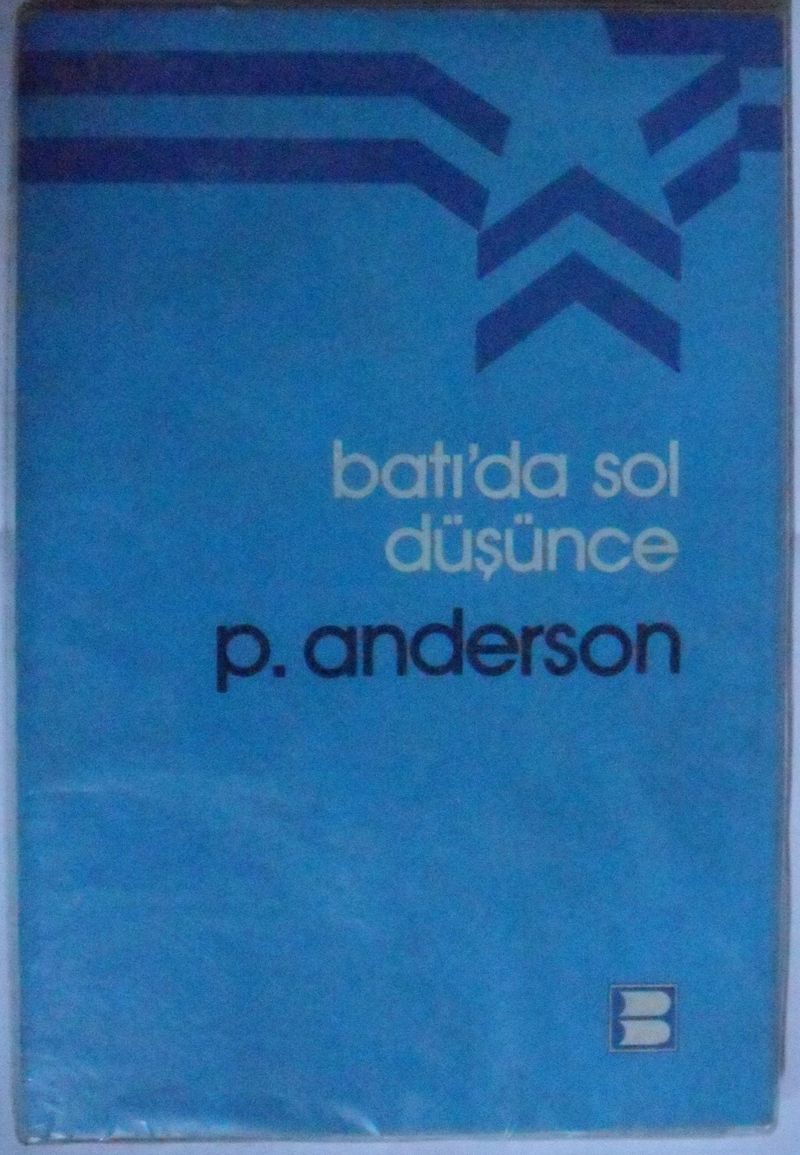 batı'da sol
düşünce
p. anderson
B